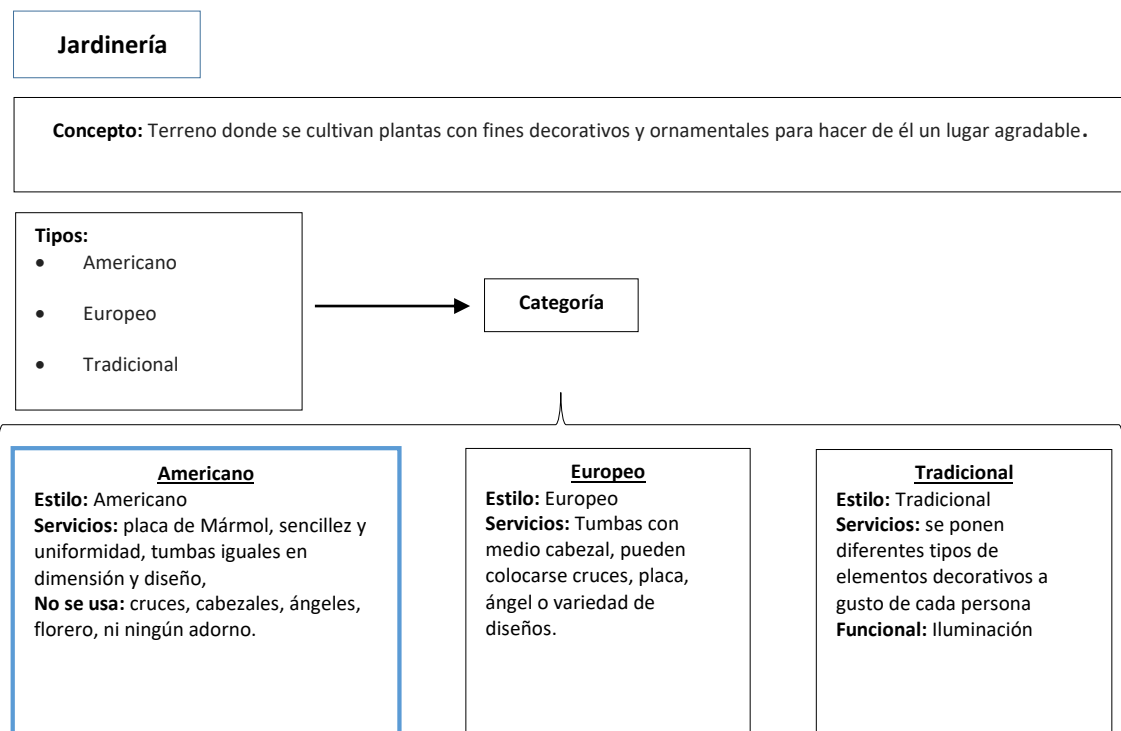 Jardinería
Concepto: Terreno donde se cultivan plantas con fines decorativos y ornamentales para hacer de él un lugar agradable.
Tipos:
• Americano
• Europeo
• Tradicional
Categoría
Americano
Estilo: Americano
Servicios: placa de Mármol, sencillez y
uniformidad, tumbas iguales en
dimensión y diseño,
No se usa: cruces, cabezales, ángeles,
florero, ni ningún adorno.
Europeo
Estilo: Europeo
Servicios: Tumbas con
medio cabezal, pueden
colocarse cruces, placa,
ángel o variedad de
diseños.
Tradicional
Estilo: Tradicional
Servicios: se ponen
diferentes tipos de
elementos decorativos a
gusto de cada persona
Funcional: Iluminación